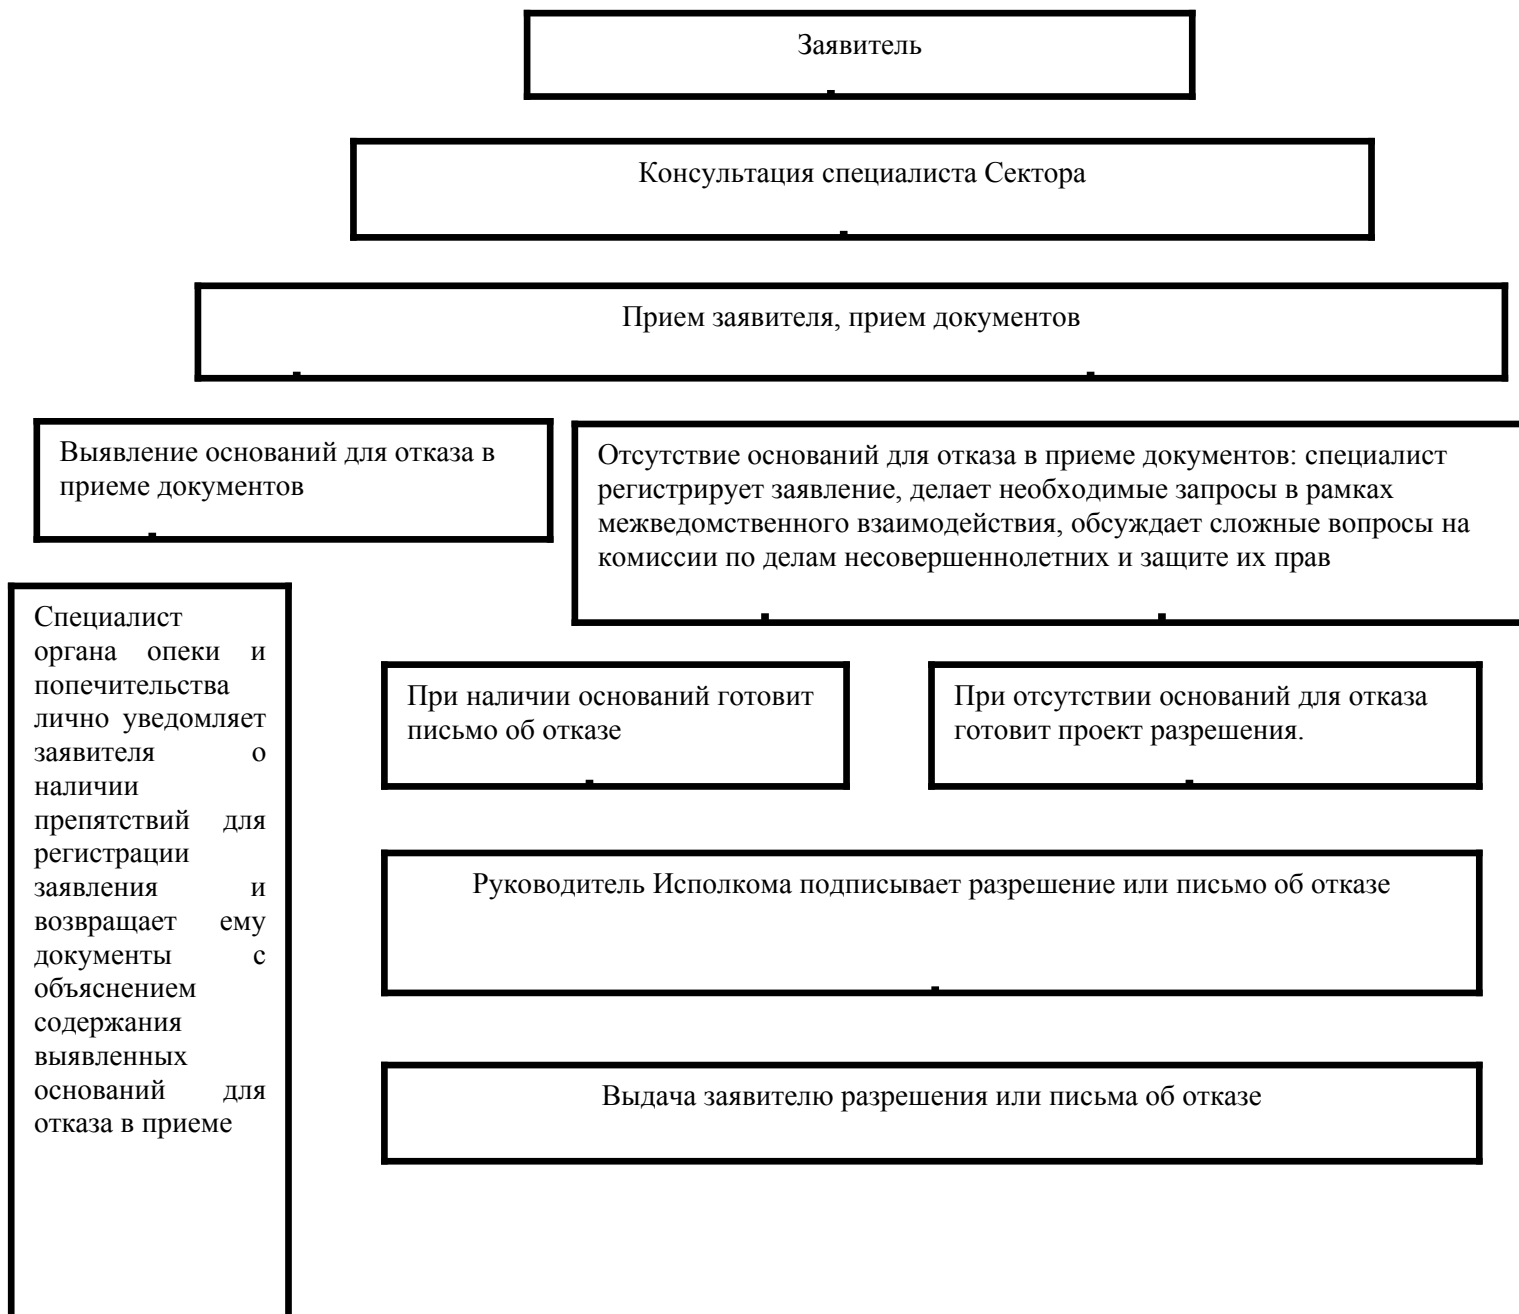 Заявитель
Консультация специалиста Сектора
Прием заявителя, прием документов
Выявление оснований для отказа в
приеме документов
Отсутствие оснований для отказа в приеме документов: специалист
регистрирует заявление, делает необходимые запросы в рамках
межведомственного взаимодействия, обсуждает сложные вопросы на
комиссии по делам несовершеннолетних и защите их прав
Специалист
органа опеки и
попечительства
лично уведомляет
заявителя о
наличии
препятствий для
регистрации
заявления и
возвращает ему
документы с
объяснением
содержания
выявленных
оснований для
отказа в приеме
При наличии оснований готовит
письмо об отказе
При отсутствии оснований для отказа
готовит проект разрешения.
Руководитель Исполкома подписывает разрешение или письмо об отказе
Выдача заявителю разрешения или письма об отказе